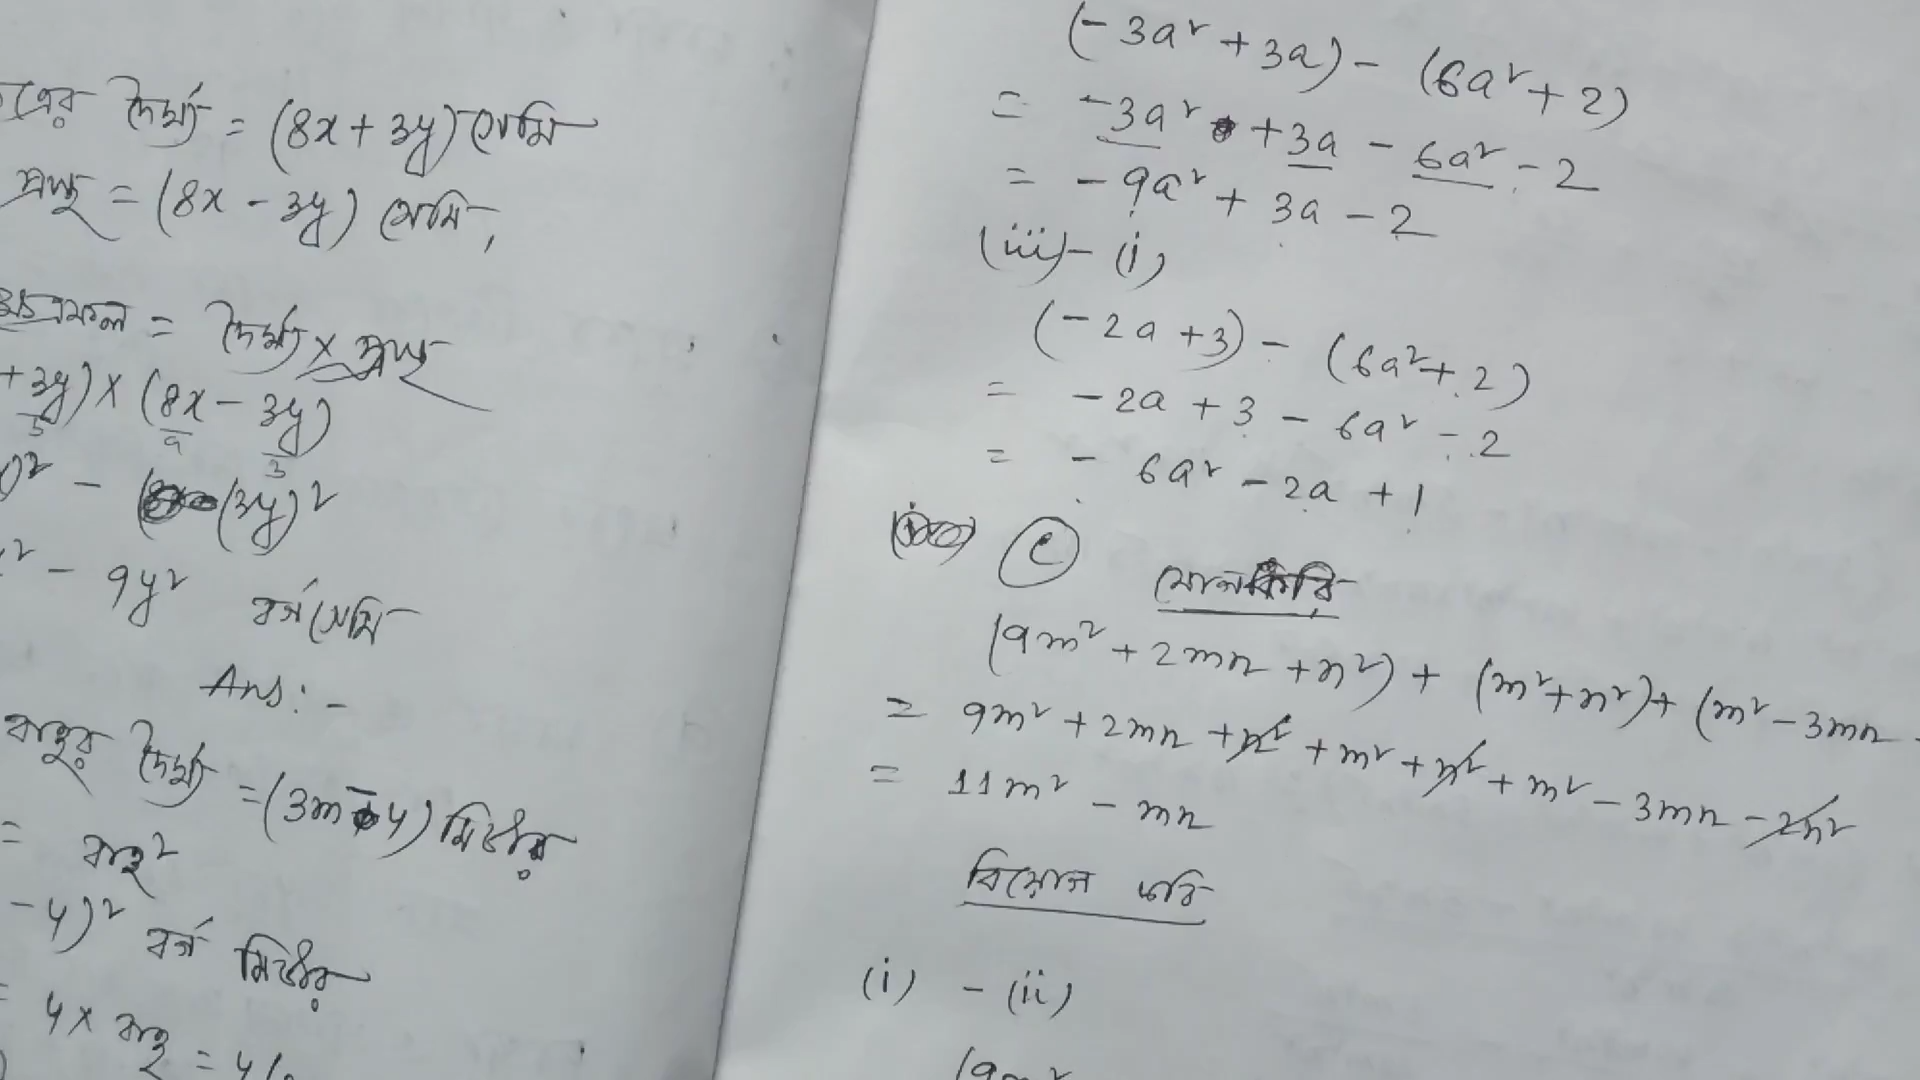 দৈর্ঘ্য = (8x + 3y) সেমি
প্রস্থ = (8x - 3y) সেমি,
= দৈর্ঘ্য × প্রস্থ
+ 3y) × (8x - 3y)
)² - (3y)²
² - 9y² বর্গ সেমি
Ans: -
বাহুর দৈর্ঘ্য = (3m - 4) মিটার
= বাহু²
- 4)² বর্গ মিটার
4 × বাহু = 4(
(-3a² + 3a) - (6a² + 2)
= -3a² + 3a - 6a² - 2
= -9a² + 3a - 2
(iii) - (i)
(-2a + 3) - (6a² + 2)
= -2a + 3 - 6a² - 2
= - 6a² - 2a + 1
যোগ করি
(9m² + 2mn + n²) + (m² + n²) + (m² - 3mn -
= 9m² + 2mn + n² + m² + n² + m² - 3mn - 2n²
= 11m² - mn
বিয়োগ করি
(i) - (ii)
(9m²